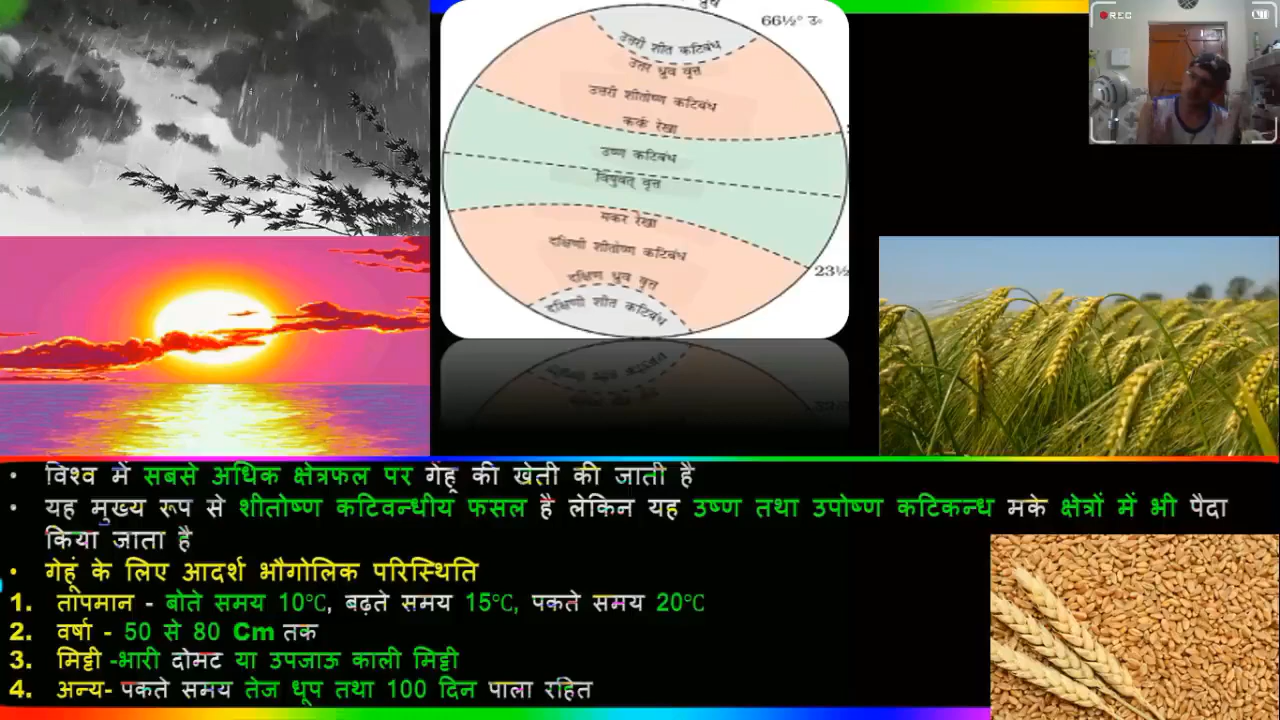 66½° उ॰
REC
उत्तरी शीत कटिबंध
उत्तर ध्रुव वृत्त
उत्तरी शीतोष्ण कटिबंध
कर्क रेखा
उष्ण कटिबंध
विषुवत् वृत्त
मकर रेखा
दक्षिणी शीतोष्ण कटिबंध
23½
दक्षिण ध्रुव वृत्त
दक्षिणी शीत कटिबंध
• विश्व में सबसे अधिक क्षेत्रफल पर गेहू की खेती की जाती है
• यह मुख्य रूप से शीतोष्ण कटिवन्धीय फसल है लेकिन यह उष्ण तथा उपोष्ण कटिकन्ध मके क्षेत्रों में भी पैदा
किया जाता है
• गेहूं के लिए आदर्श भौगोलिक परिस्थिति
1. तापमान - बोते समय 10°C, बढ़ते समय 15°C, पकते समय 20°C
2. वर्षा - 50 से 80 Cm तक
3. मिट्टी -भारी दोमट या उपजाऊ काली मिट्टी
4. अन्य- पकते समय तेज धूप तथा 100 दिन पाला रहित